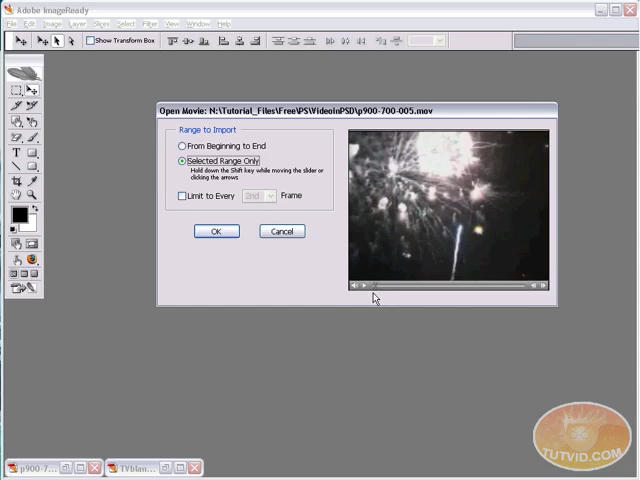 Adobe ImageReady
File Edit Image Layer Slices Select Filter View Window Help
Show Transform Box
Open Movie: N:\Tutorial_Files\Free\PS\VideoinPSD\p900-700-005.mov
Range to Import
From Beginning to End
Selected Range Only
Hold down the Shift key while moving the slider or
clicking the arrows
Limit to Every 2nd Frame
OK Cancel
p900-7... TVblan...
TUTVID.COM